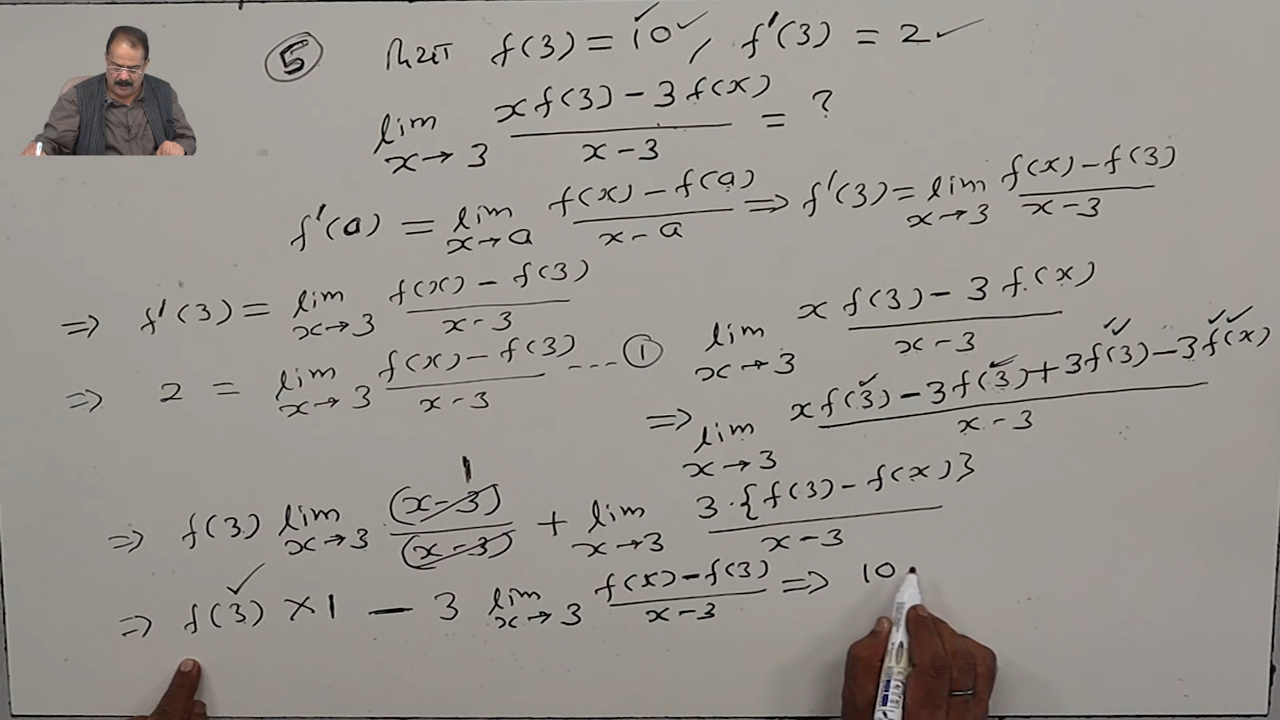 ⑤ ਮਿਤਾ f(3) = 10, f'(3) = 2
lim x→3 (x f(3) - 3 f(x)) / (x-3) = ?
f'(a) = lim x→a (f(x) - f(a)) / (x-a) ⇒ f'(3) = lim x→3 (f(x) - f(3)) / (x-3)
⇒ f'(3) = lim x→3 (f(x) - f(3)) / (x-3)
⇒ 2 = lim x→3 (f(x) - f(3)) / (x-3) ... ①
lim x→3 (x f(3) - 3 f(x)) / (x-3)
⇒ lim x→3 (x f(3) - 3 f(3) + 3 f(3) - 3 f(x)) / (x-3)
⇒ f(3) lim x→3 (x-3) / (x-3) 1 + lim x→3 3·{f(3) - f(x)} / (x-3)
⇒ f(3) × 1 - 3 lim x→3 (f(x) - f(3)) / (x-3) ⇒ 10